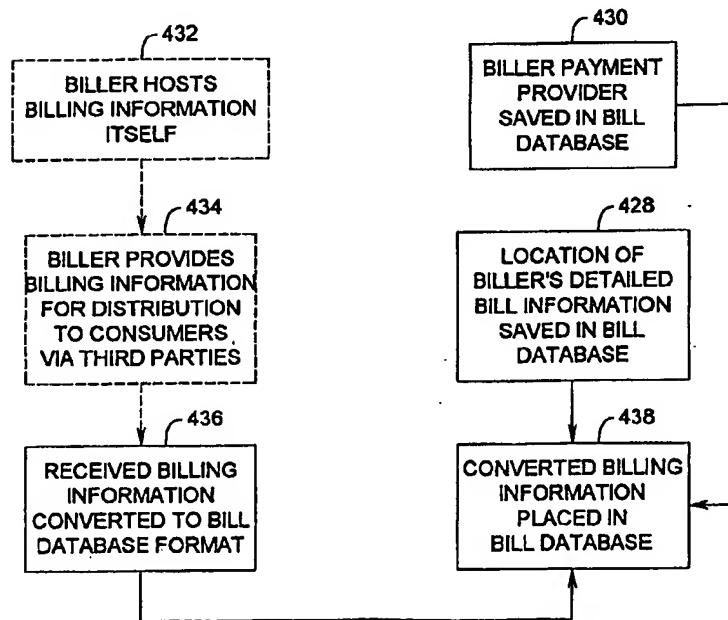 432
BILLER HOSTS
BILLING INFORMATION
ITSELF
434
BILLER PROVIDES
BILLING INFORMATION
FOR DISTRIBUTION
TO CONSUMERS
VIA THIRD PARTIES
436
RECEIVED BILLING
INFORMATION
CONVERTED TO BILL
DATABASE FORMAT
430
BILLER PAYMENT
PROVIDER
SAVED IN BILL
DATABASE
428
LOCATION OF
BILLER'S DETAILED
BILL INFORMATION
SAVED IN BILL
DATABASE
438
CONVERTED BILLING
INFORMATION
PLACED IN
BILL DATABASE